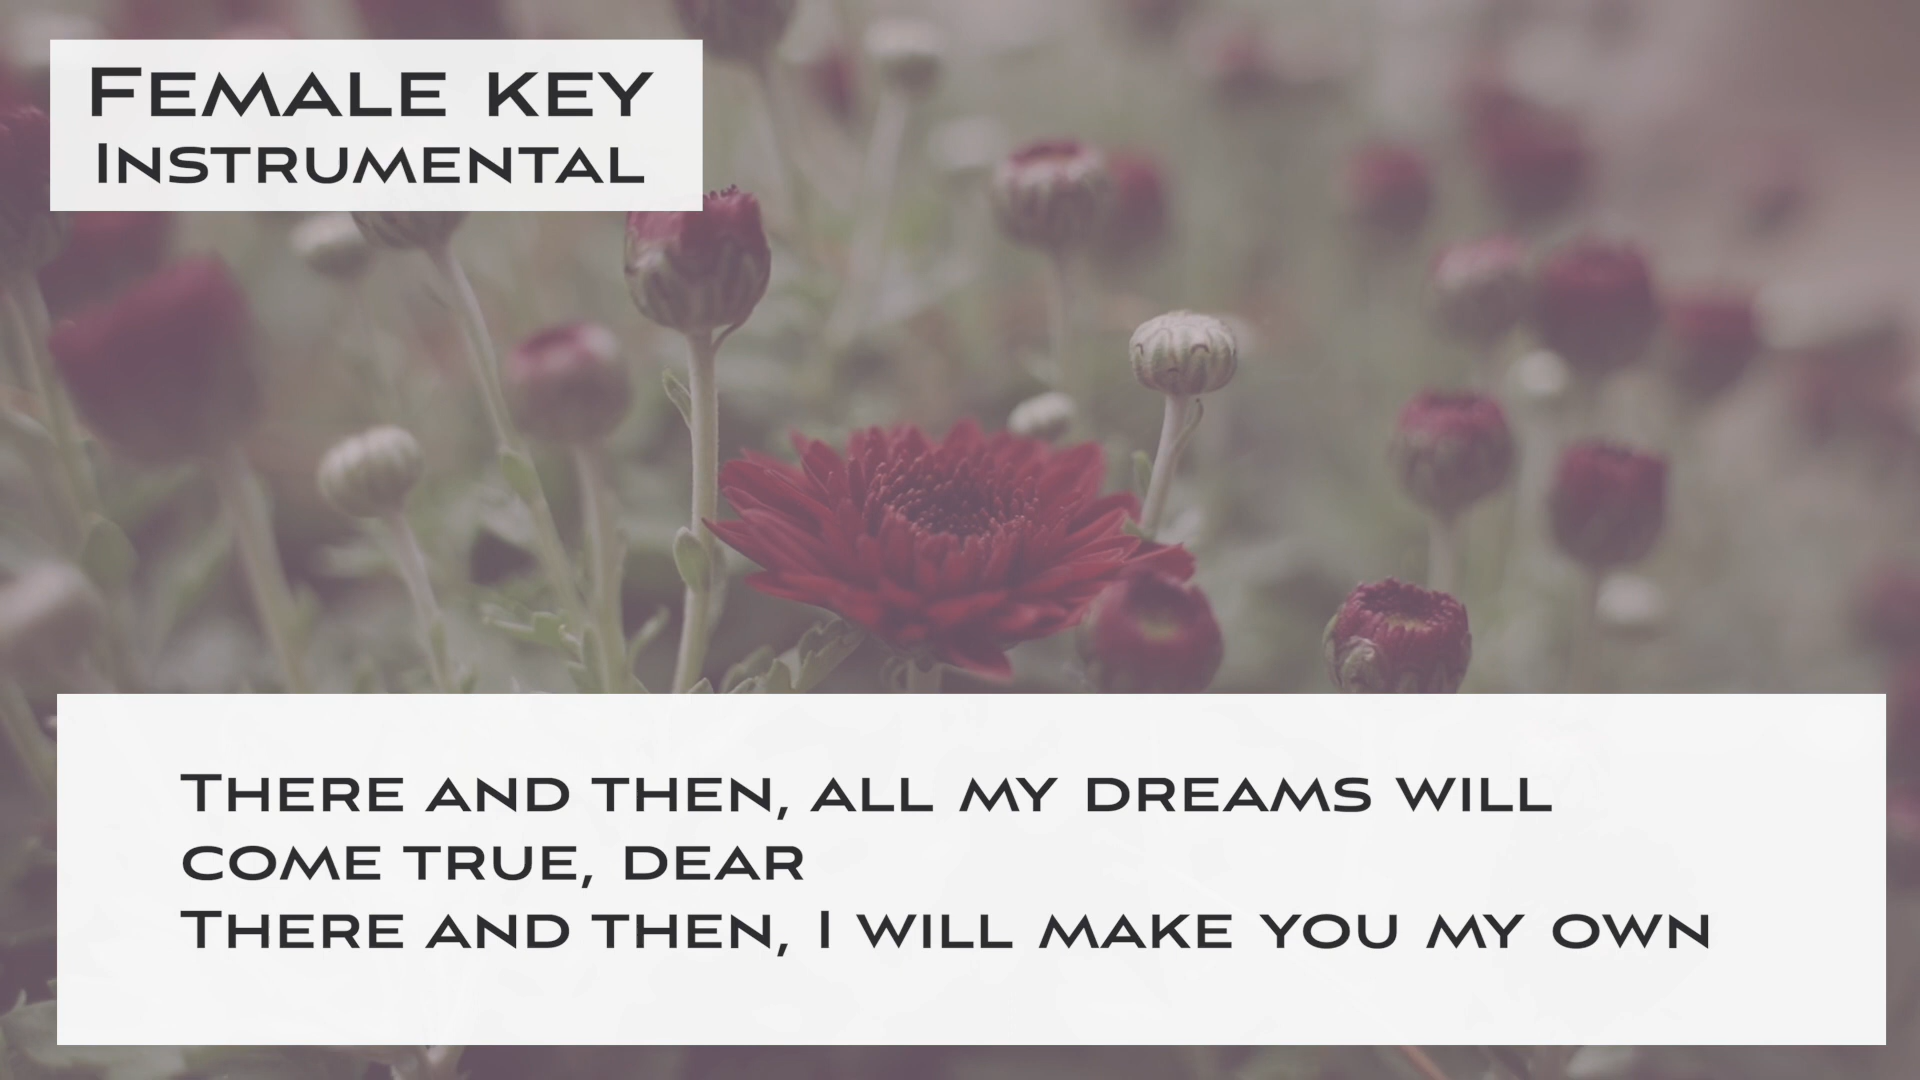 Female key
Instrumental
There and then, all my dreams will
come true, dear
There and then, I will make you my own